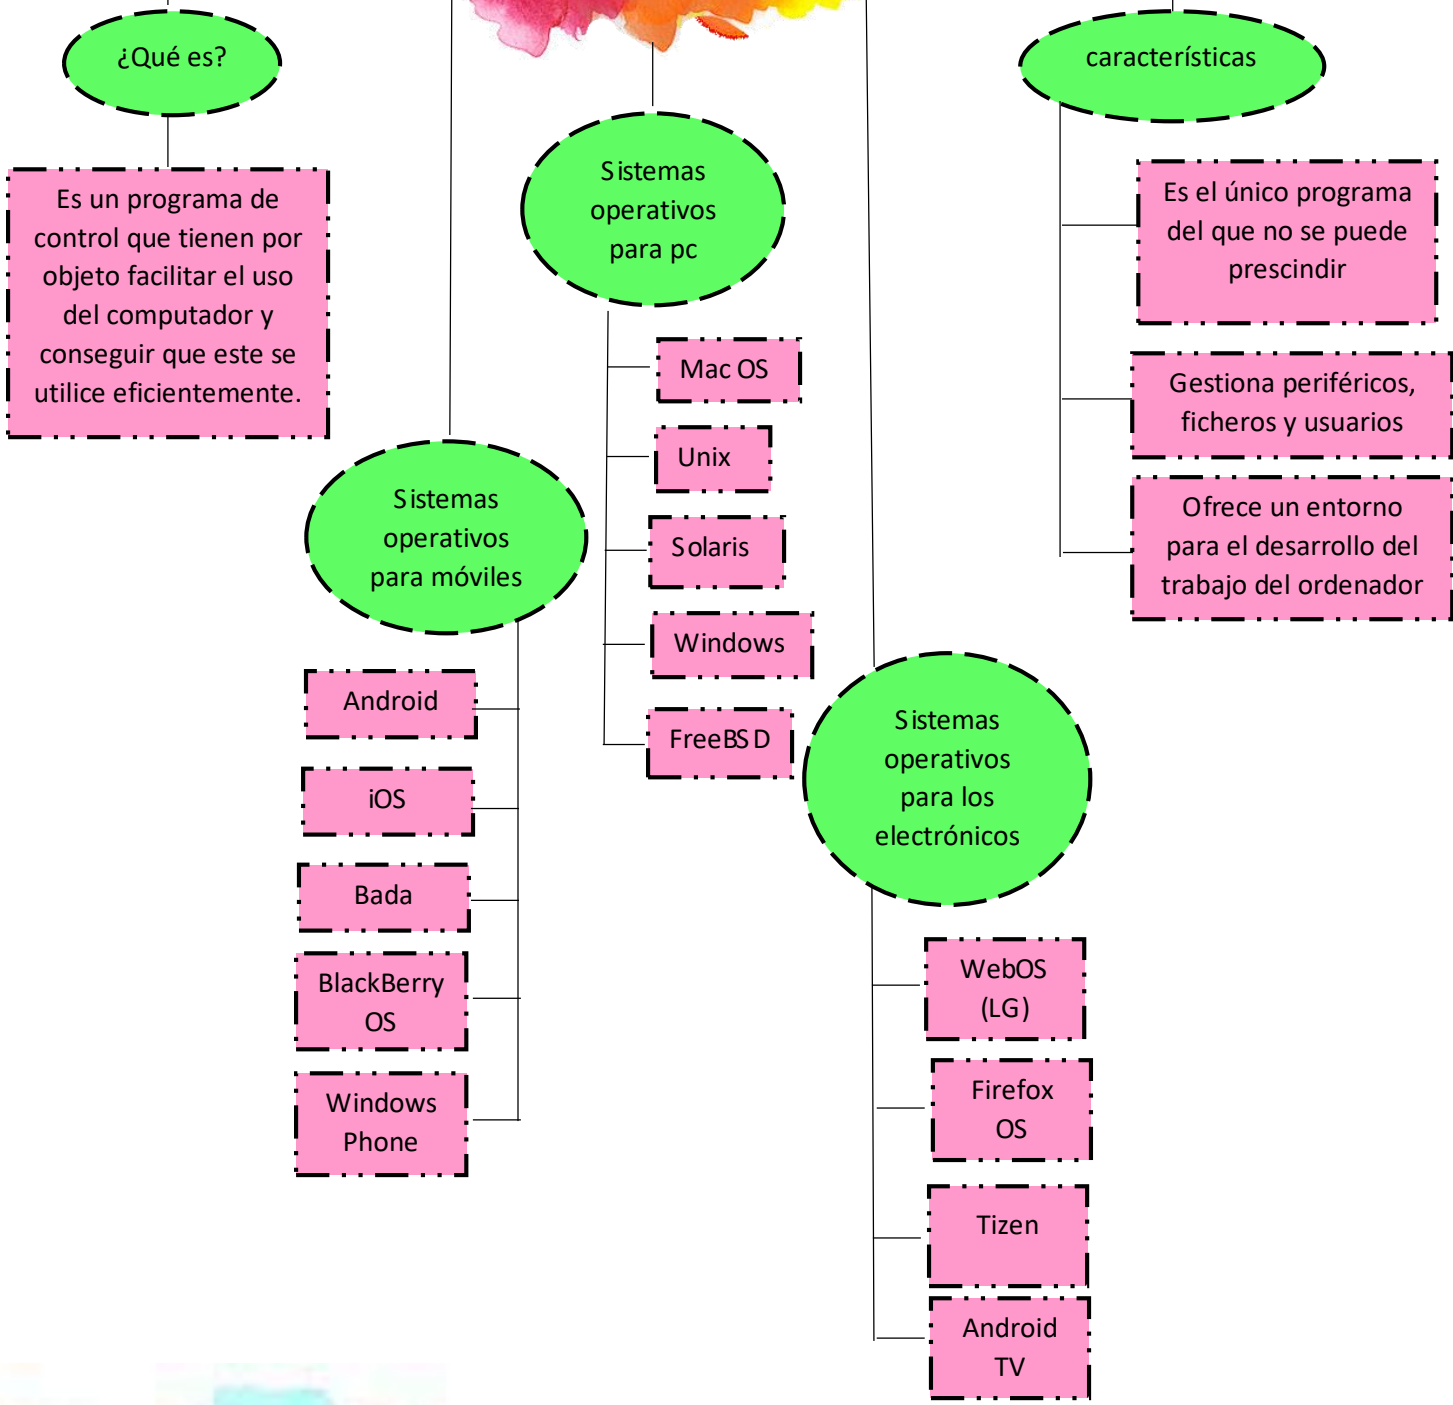 ¿Qué es?
Es un programa de
control que tienen por
objeto facilitar el uso
del computador y
conseguir que este se
utilice eficientemente.
Sistemas
operativos
para móviles
Android
iOS
Bada
BlackBerry
OS
Windows
Phone
Sistemas
operativos
para pc
Mac OS
Unix
Solaris
Windows
FreeBSD
Sistemas
operativos
para los
electrónicos
WebOS
(LG)
Firefox
OS
Tizen
Android
TV
característícas
Es el único programa
del que no se puede
prescindir
Gestiona periféricos,
ficheros y usuarios
Ofrece un entorno
para el desarrollo del
trabajo del ordenador